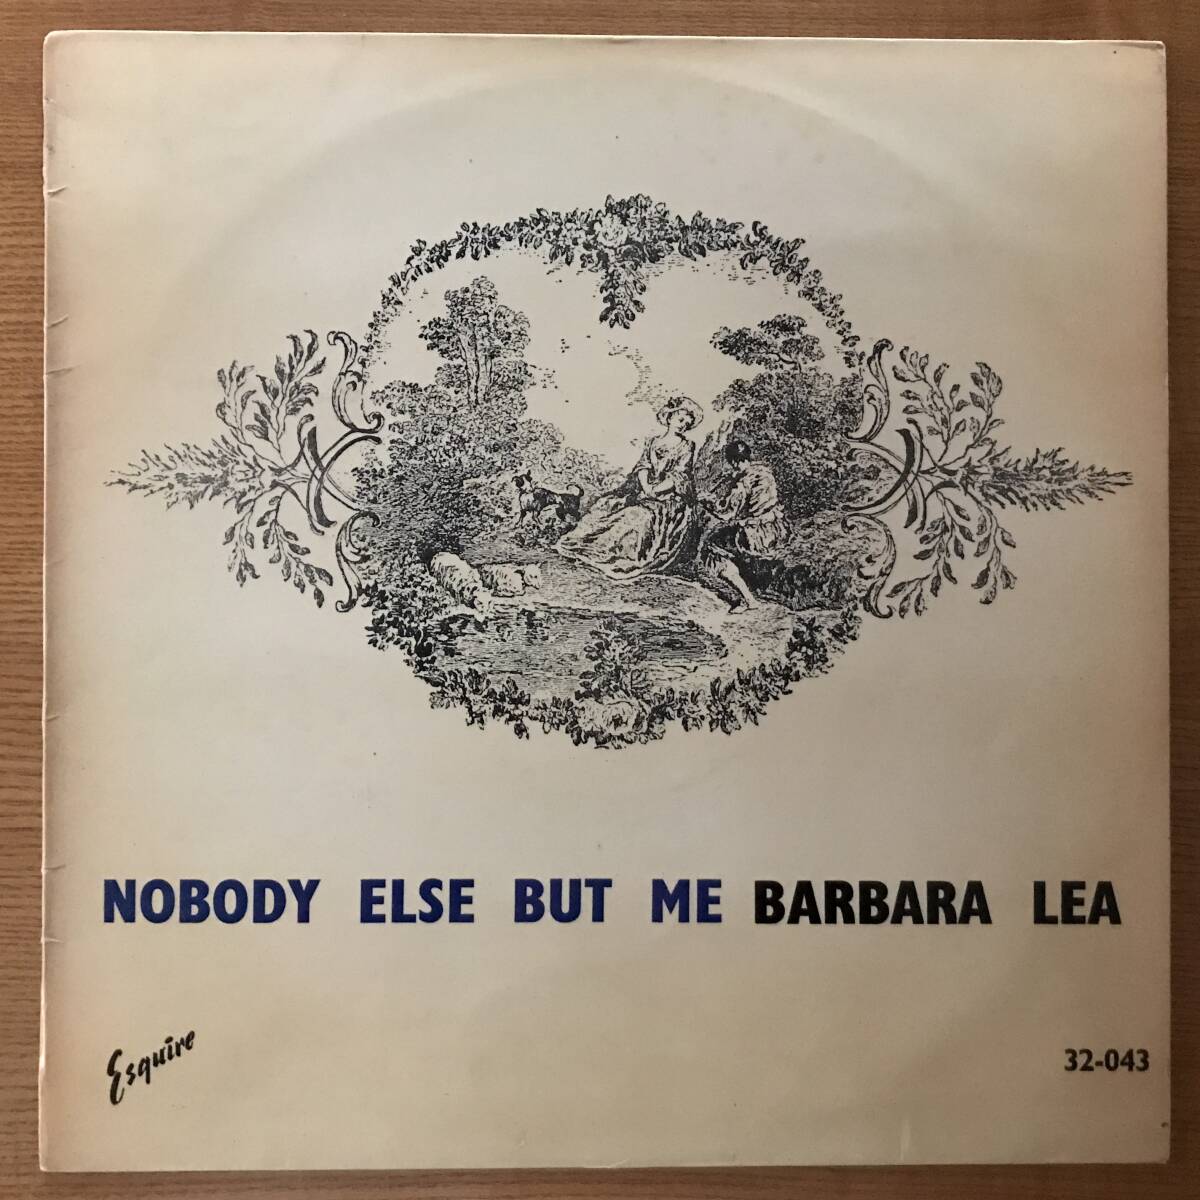 NOBODY ELSE BUT ME BARBARA LEA
Esquire
32-043